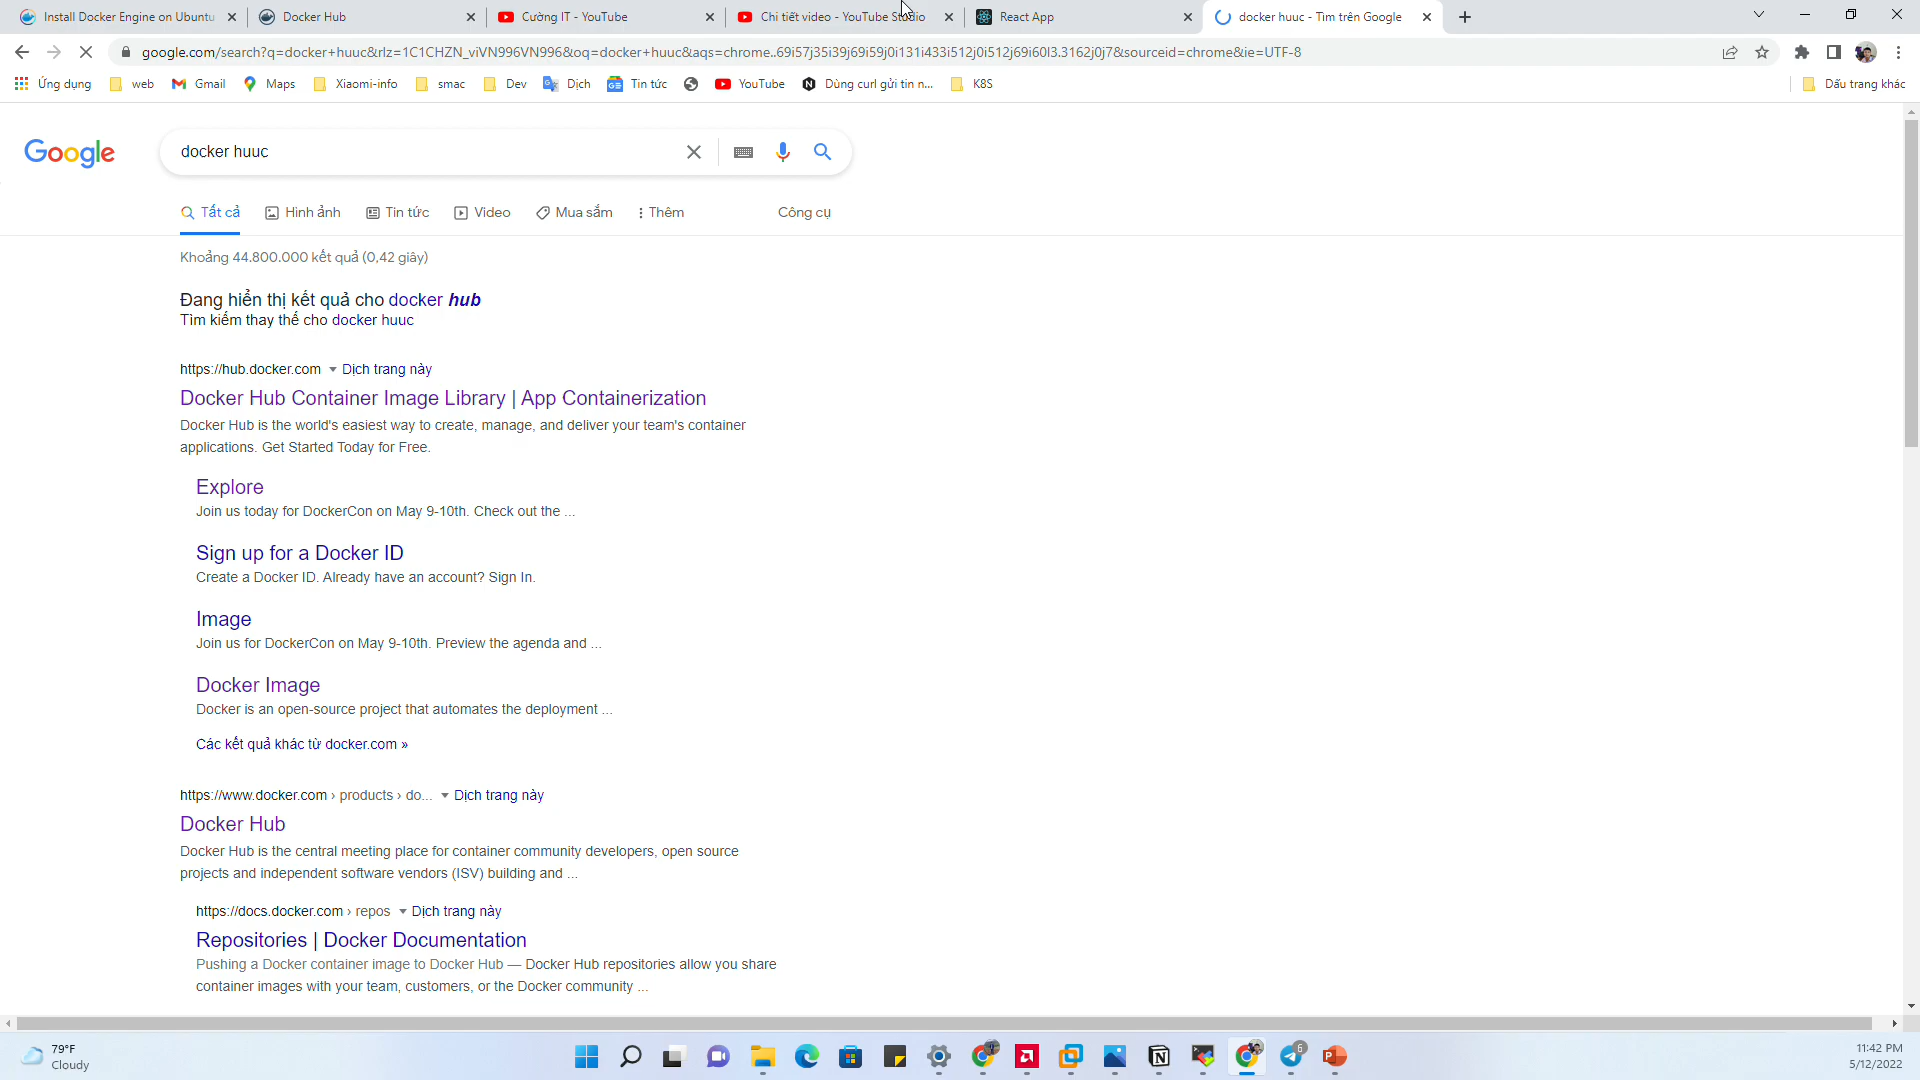 Install Docker Engine on Ubuntu
Docker Hub
Cường IT - YouTube
Chi tiết video - YouTube Studio
React App
docker huuc - Tìm trên Google
google.com/search?q=docker+huuc&rlz=1C1CHZN_viVN996VN996&oq=docker+huuc&aqs=chrome..69i57j35i39j69i59j0i131i433i512j0i512j69i60l3.3162j0j7&sourceid=chrome&ie=UTF-8
Ứng dụng
web
Gmail
Maps
Xiaomi-info
smac
Dev
Dịch
Tin tức
YouTube
Dùng curl gửi tin n...
K8S
Dấu trang khác
Google
docker huuc
Tất cả
Hình ảnh
Tin tức
Video
Mua sắm
Thêm
Công cụ
Khoảng 44.800.000 kết quả (0,42 giây)
Đang hiển thị kết quả cho docker hub
Tìm kiếm thay thế cho docker huuc
https://hub.docker.com Dịch trang này
Docker Hub Container Image Library | App Containerization
Docker Hub is the world's easiest way to create, manage, and deliver your team's container
applications. Get Started Today for Free.
Explore
Join us today for DockerCon on May 9-10th. Check out the ...
Sign up for a Docker ID
Create a Docker ID. Already have an account? Sign In.
Image
Join us for DockerCon on May 9-10th. Preview the agenda and ...
Docker Image
Docker is an open-source project that automates the deployment ...
Các kết quả khác từ docker.com »
https://www.docker.com › products › do... Dịch trang này
Docker Hub
Docker Hub is the central meeting place for container community developers, open source
projects and independent software vendors (ISV) building and ...
https://docs.docker.com › repos Dịch trang này
Repositories | Docker Documentation
Pushing a Docker container image to Docker Hub — Docker Hub repositories allow you share
container images with your team, customers, or the Docker community ...
79°F
Cloudy
6
11:42 PM
5/12/2022